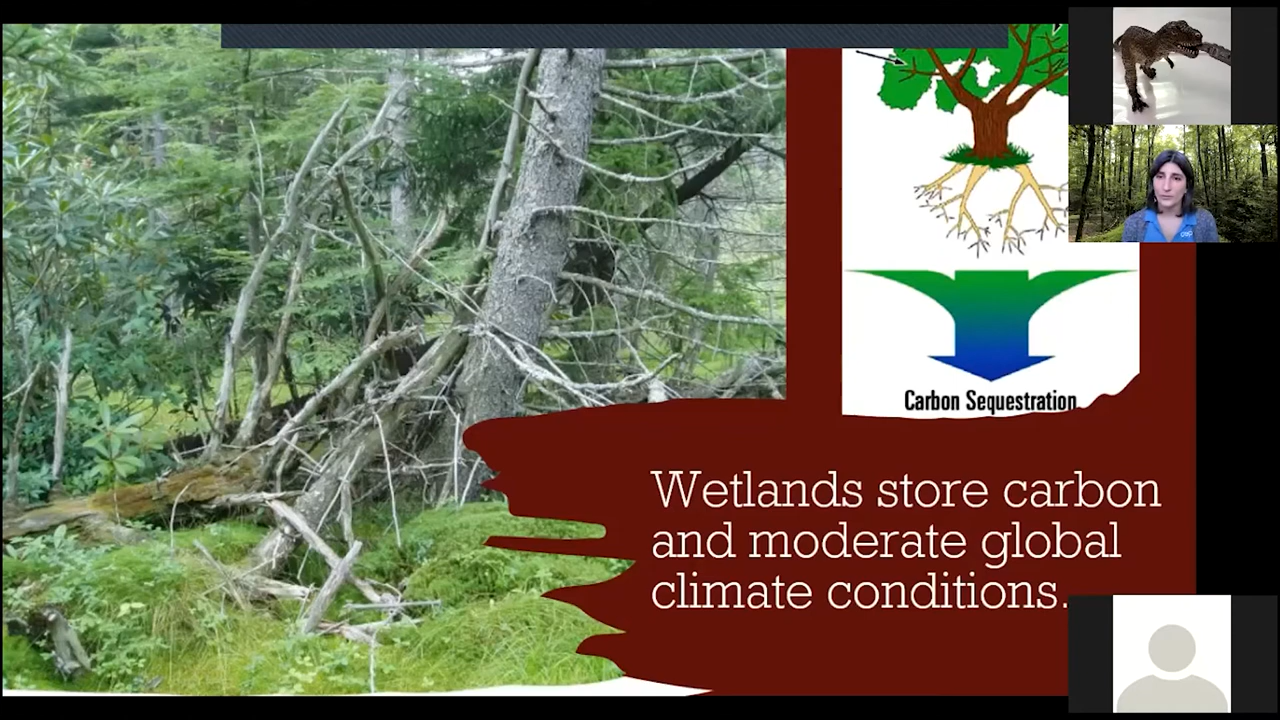 Carbon Sequestration
Wetlands store carbon
and moderate global
climate conditions.